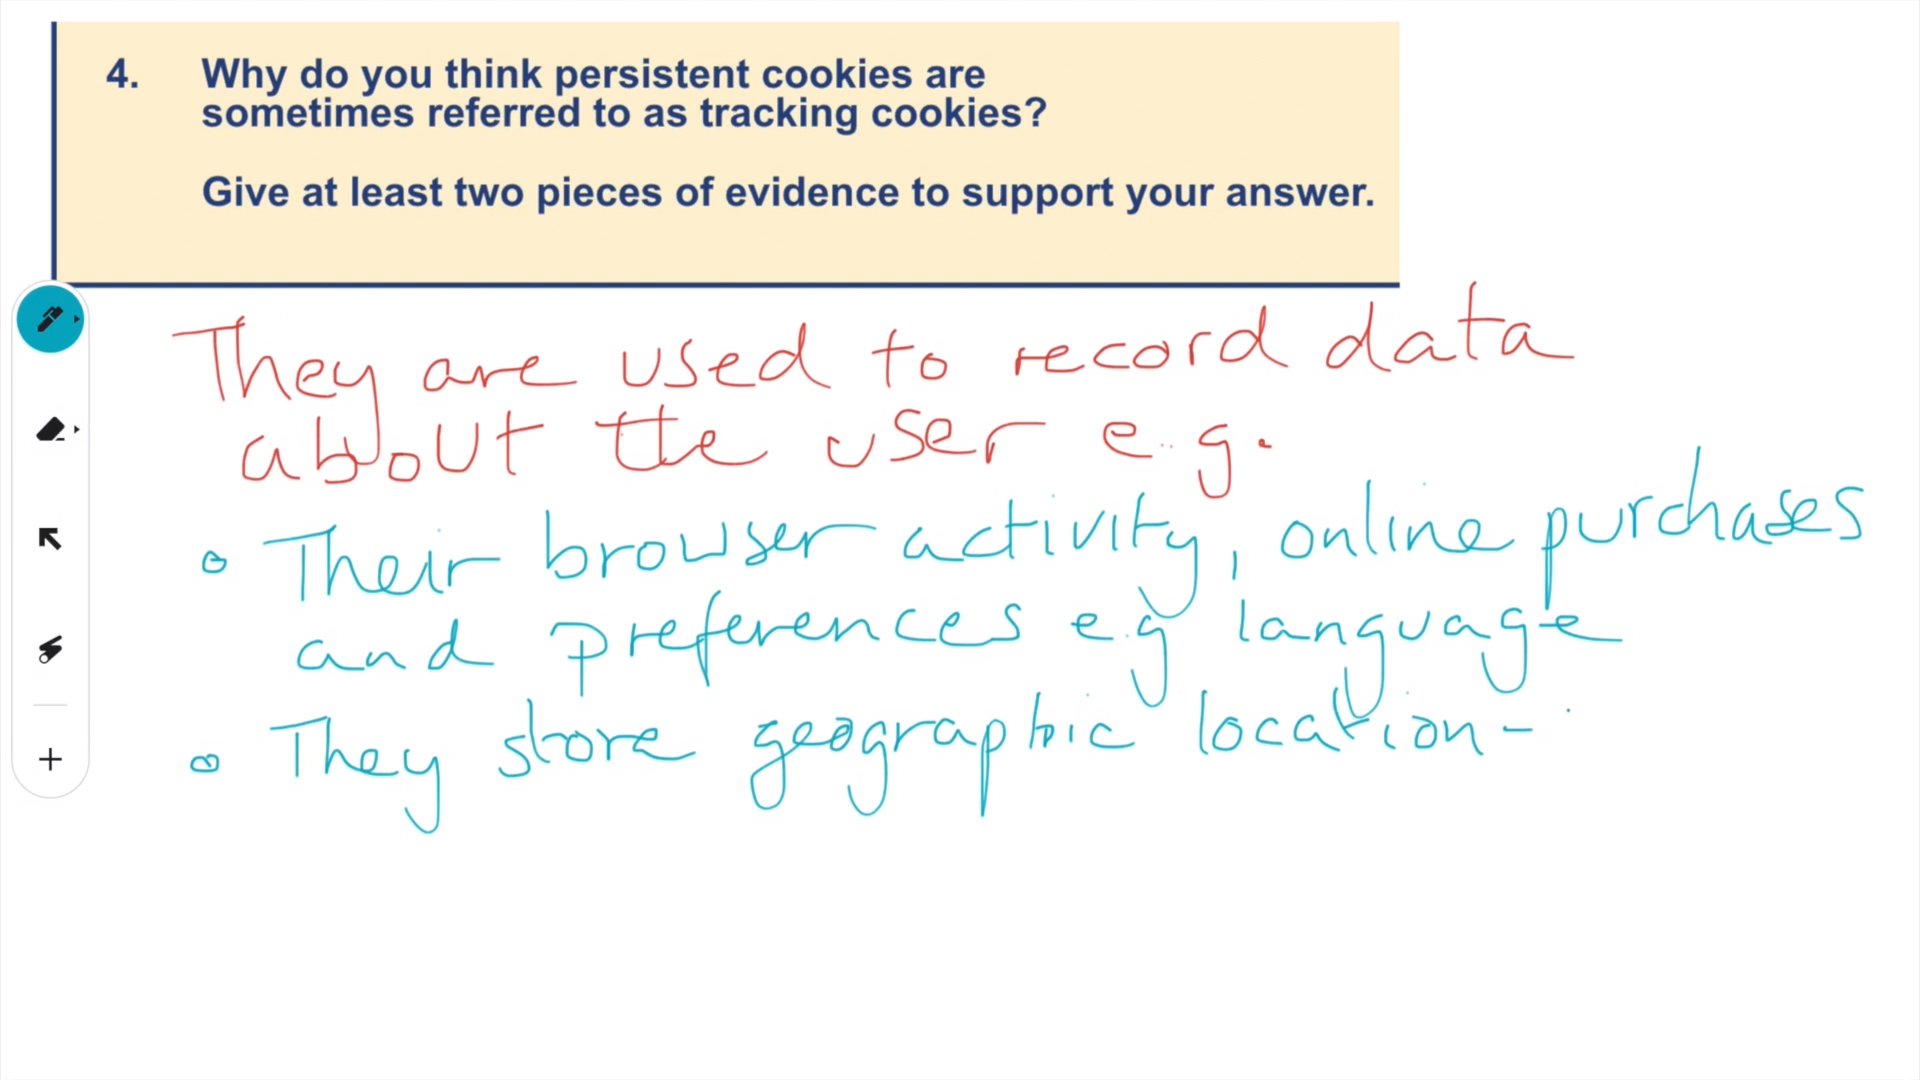 4. Why do you think persistent cookies are
sometimes referred to as tracking cookies?
Give at least two pieces of evidence to support your answer.
They are used to record data
about the user e.g.
• Their browser activity, online purchases
and preferences e.g language
• They store geographic location -